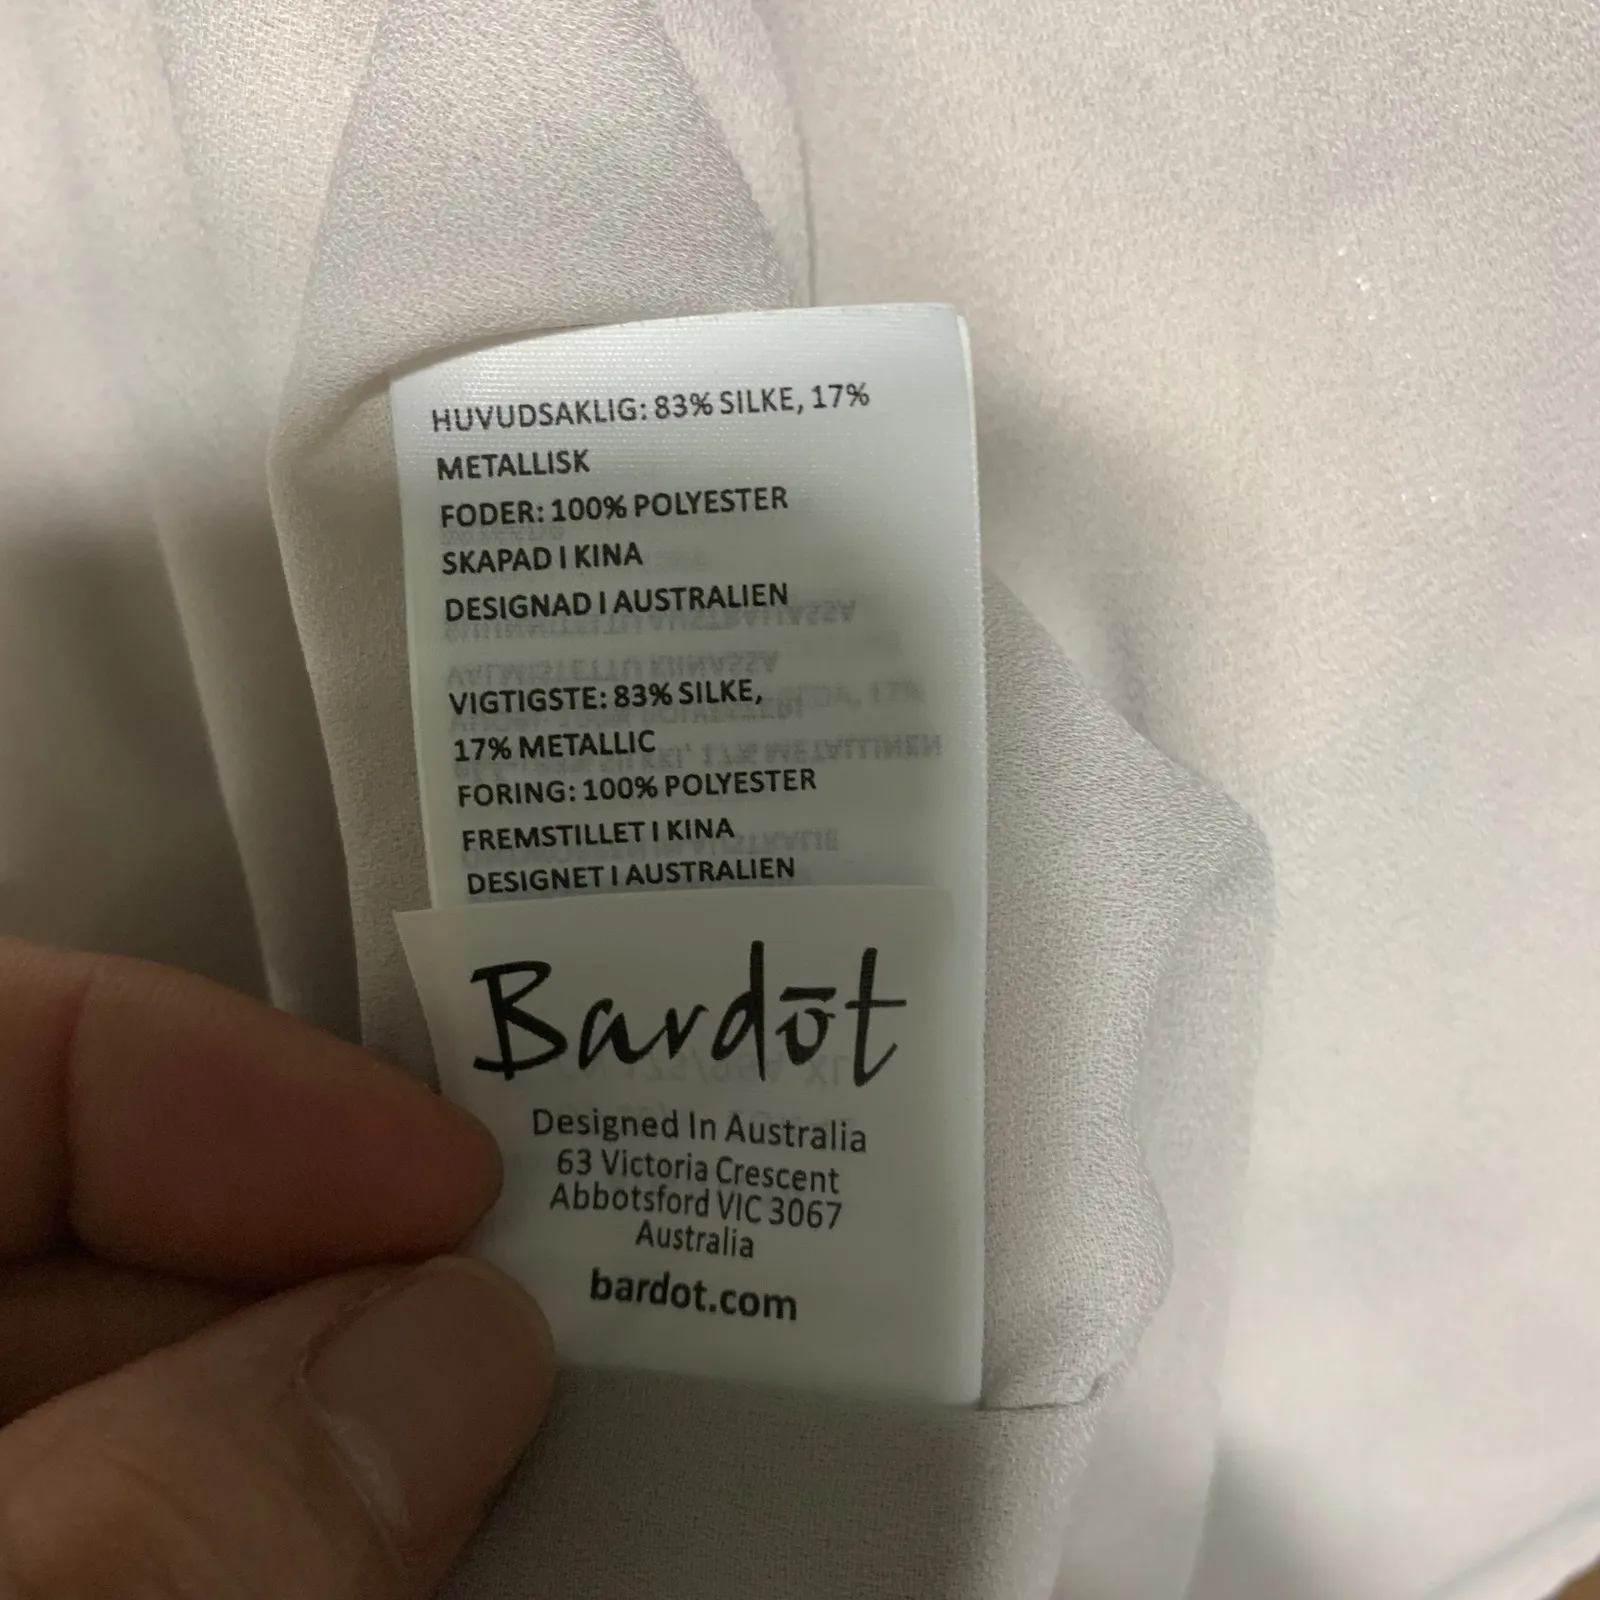 HUVUDSAKLIG: 83% SILKE, 17%
METALLISK
FODER: 100% POLYESTER
SKAPAD I KINA
DESIGNAD I AUSTRALIEN
VIGTIGSTE: 83% SILKE,
17% METALLIC
FORING: 100% POLYESTER
FREMSTILLET I KINA
DESIGNET I AUSTRALIEN
Bardōt
Designed In Australia
63 Victoria Crescent
Abbotsford VIC 3067
Australia
bardot.com